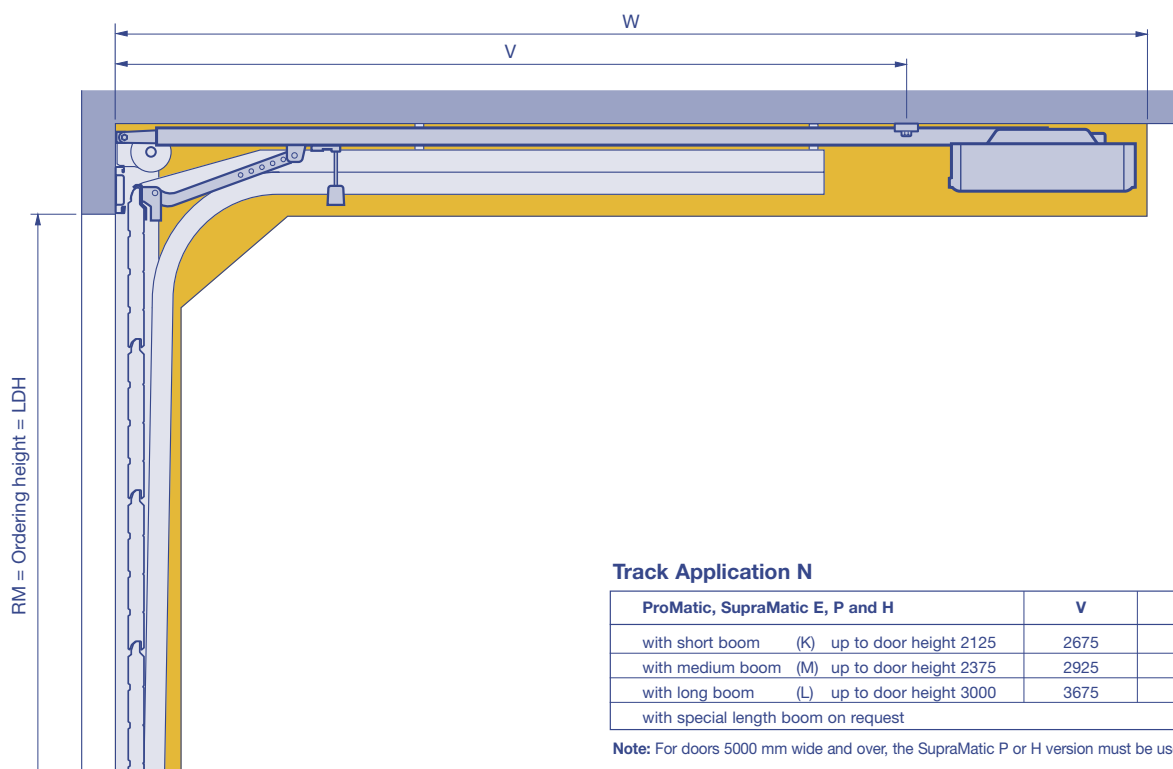 W
V
RM = Ordering height = LDH
Track Application N
ProMatic, SupraMatic E, P and H V
with short boom (K) up to door height 2125 2675
with medium boom (M) up to door height 2375 2925
with long boom (L) up to door height 3000 3675
with special length boom on request
Note: For doors 5000 mm wide and over, the SupraMatic P or H version must be